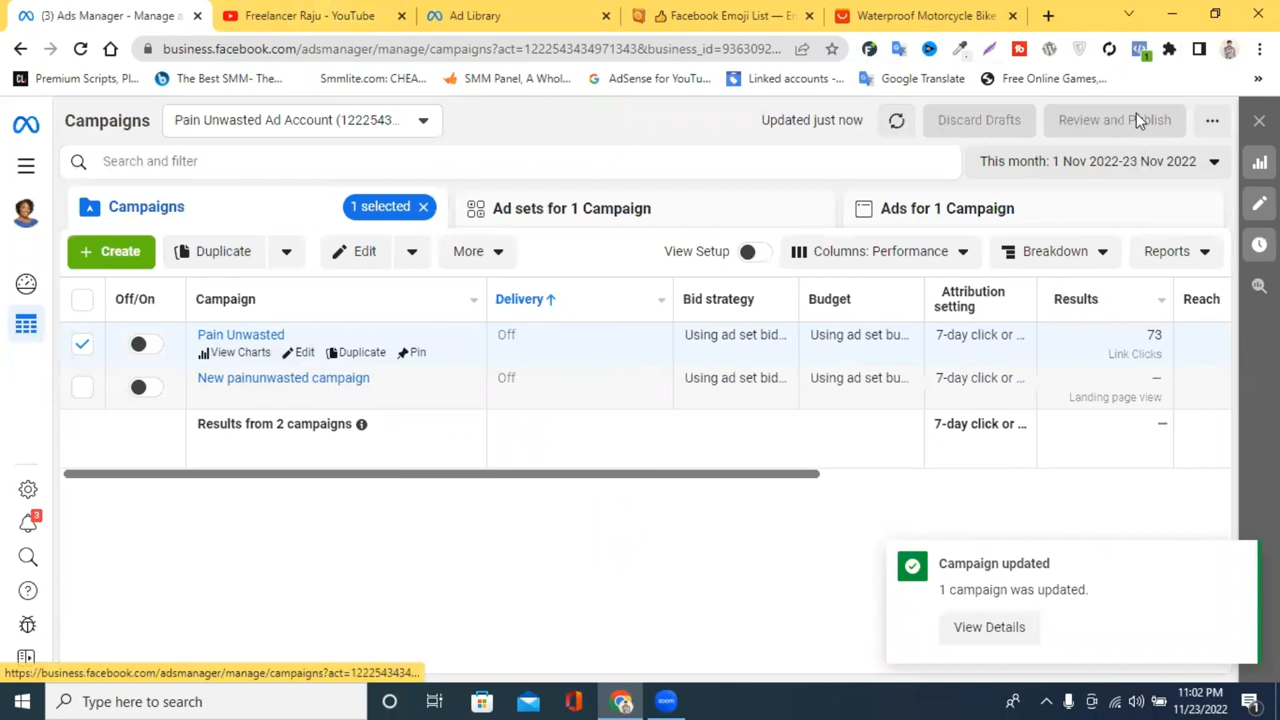 (3) Ads Manager - Manage a
Freelancer Raju - YouTube
Ad Library
Facebook Emoji List — En
Waterproof Motorcycle Bike
business.facebook.com/adsmanager/manage/campaigns?act=1222543434971343&business_id=9363092...
Premium Scripts, Pl...
The Best SMM- The...
Smmlite.com: CHEA...
SMM Panel, A Whol...
AdSense for YouTu...
Linked accounts -...
Google Translate
Free Online Games,...
»
Campaigns
Pain Unwasted Ad Account (1222543...
Updated just now
Discard Drafts
Review and Publish
Search and filter
This month: 1 Nov 2022-23 Nov 2022
Campaigns
1 selected
Ad sets for 1 Campaign
Ads for 1 Campaign
+ Create
Duplicate
Edit
More
View Setup
Columns: Performance
Breakdown
Reports
Off/On
Campaign
Delivery ↑
Bid strategy
Budget
Attribution setting
Results
Reach
Pain Unwasted
Off
Using ad set bid...
Using ad set bu...
7-day click or ...
73
View Charts
Edit
Duplicate
Pin
Link Clicks
New painunwasted campaign
Off
Using ad set bid...
Using ad set bu...
7-day click or ...
—
Landing page view
Results from 2 campaigns
7-day click or ...
—
3
Campaign updated
1 campaign was updated.
View Details
https://business.facebook.com/adsmanager/manage/campaigns?act=122254343...
Type here to search
zoom
11:02 PM
11/23/2022
1